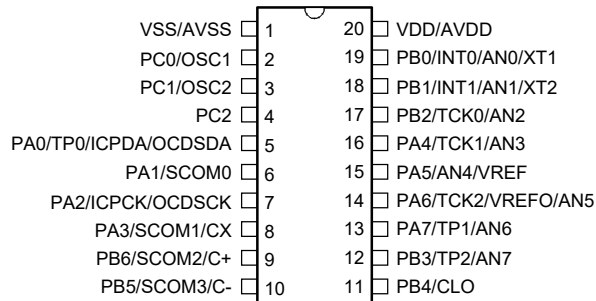 VSS/AVSS 1 20 VDD/AVDD
PC0/OSC1 2 19 PB0/INT0/AN0/XT1
PC1/OSC2 3 18 PB1/INT1/AN1/XT2
PC2 4 17 PB2/TCK0/AN2
PA0/TP0/ICPDA/OCDSDA 5 16 PA4/TCK1/AN3
PA1/SCOM0 6 15 PA5/AN4/VREF
PA2/ICPCK/OCDSCK 7 14 PA6/TCK2/VREFO/AN5
PA3/SCOM1/CX 8 13 PA7/TP1/AN6
PB6/SCOM2/C+ 9 12 PB3/TP2/AN7
PB5/SCOM3/C- 10 11 PB4/CLO